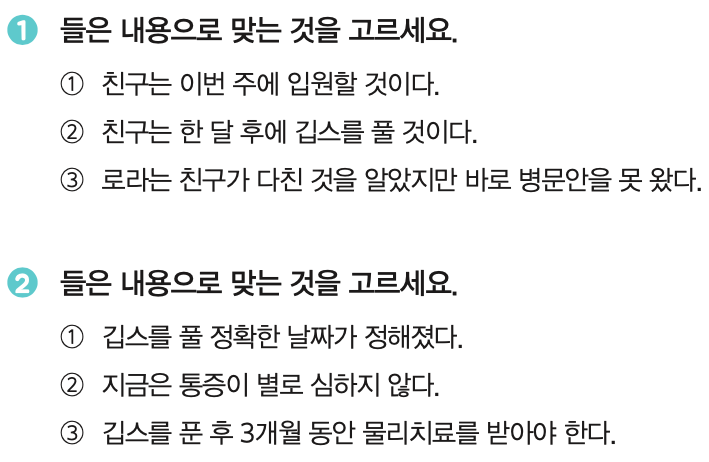 1 들은 내용으로 맞는 것을 고르세요.
① 친구는 이번 주에 입원할 것이다.
② 친구는 한 달 후에 깁스를 풀 것이다.
③ 로라는 친구가 다친 것을 알았지만 바로 병문안을 못 왔다.
2 들은 내용으로 맞는 것을 고르세요.
① 깁스를 풀 정확한 날짜가 정해졌다.
② 지금은 통증이 별로 심하지 않다.
③ 깁스를 푼 후 3개월 동안 물리치료를 받아야 한다.